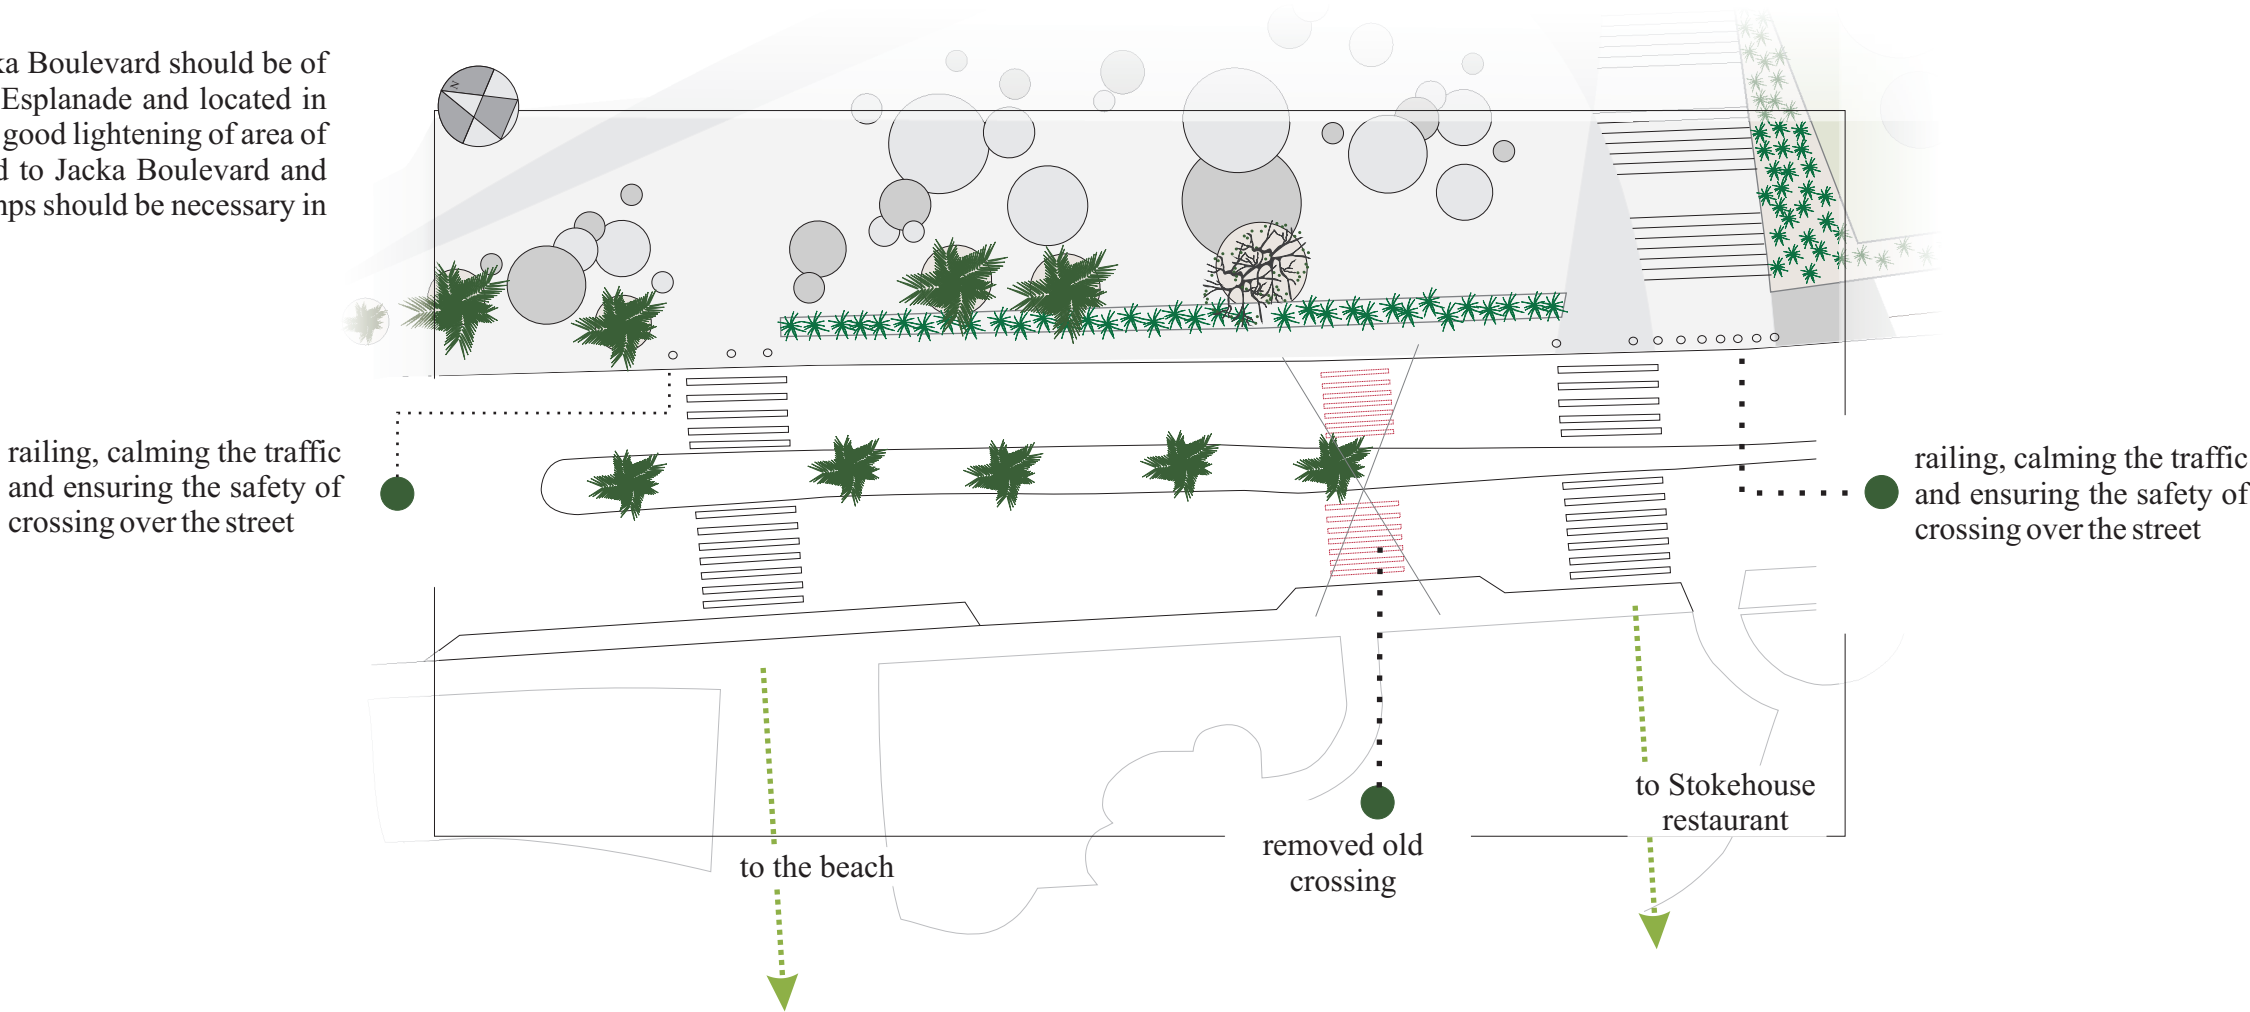 ka Boulevard should be of
Esplanade and located in
good lightening of area of
d to Jacka Boulevard and
mps should be necessary in
N
railing, calming the traffic
and ensuring the safety of
crossing over the street
railing, calming the traffic
and ensuring the safety of
crossing over the street
to Stokehouse
restaurant
removed old
crossing
to the beach